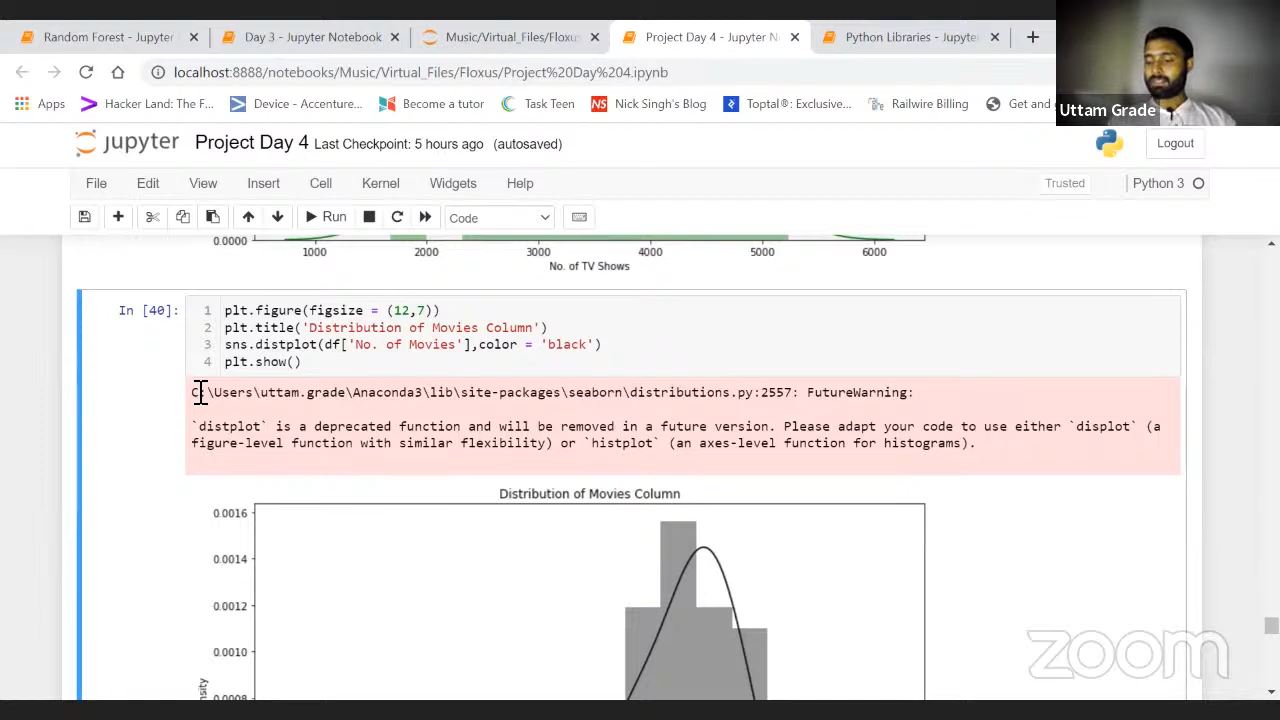 Random Forest - Jupyter
Day 3 - Jupyter Notebook
Music/Virtual_Files/Floxus
Project Day 4 - Jupyter N
Python Libraries - Jupyte
localhost:8888/notebooks/Music/Virtual_Files/Floxus/Project%20Day%204.ipynb
Apps
Hacker Land: The F...
Device - Accenture...
Become a tutor
Task Teen
NS
Nick Singh's Blog
Toptal®: Exclusive...
Railwire Billing
Get and
Uttam Grade
jupyter
Project Day 4 Last Checkpoint: 5 hours ago (autosaved)
Logout
File Edit View Insert Cell Kernel Widgets Help
Trusted
Python 3
Run
Code
0.0000
1000 2000 3000 4000 5000 6000
No. of TV Shows
In [40]:
1 plt.figure(figsize = (12,7))
2 plt.title('Distribution of Movies Column')
3 sns.distplot(df['No. of Movies'],color = 'black')
4 plt.show()
C:\Users\uttam.grade\Anaconda3\lib\site-packages\seaborn\distributions.py:2557: FutureWarning:
`distplot` is a deprecated function and will be removed in a future version. Please adapt your code to use either `displot` (a
figure-level function with similar flexibility) or `histplot` (an axes-level function for histograms).
Distribution of Movies Column
0.0016
0.0014
0.0012
0.0010
0.0008
zoom